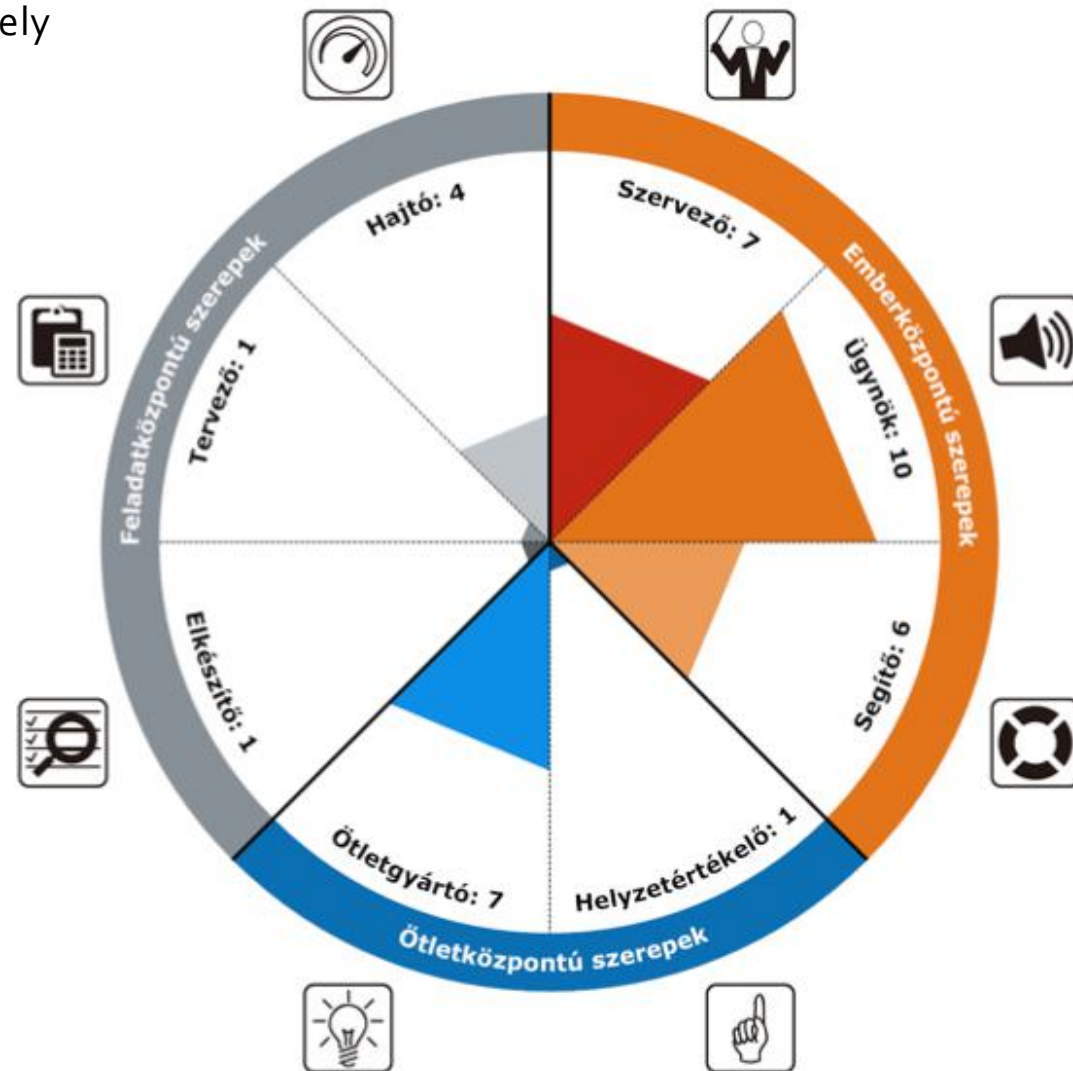 ely
Hajtó: 4
Szervező: 7
Emberközpontú szerepek
Ügynök: 10
Segítő: 6
Helyzetértékelő: 1
Ötletközpontú szerepek
Ötletgyártó: 7
Elkészítő: 1
Tervező: 1
Feladatközpontú szerepek